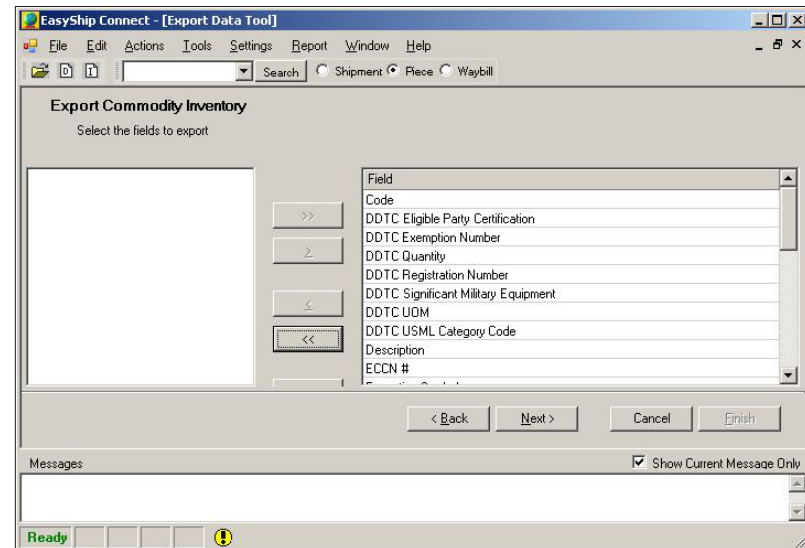 EasyShip Connect - [Export Data Tool]
File Edit Actions Tools Settings Report Window Help
Search Shipment Piece Waybill
Export Commodity Inventory
Select the fields to export
Field
Code
DDTC Eligible Party Certification
DDTC Exemption Number
DDTC Quantity
DDTC Registration Number
DDTC Significant Military Equipment
DDTC UOM
DDTC USML Category Code
Description
ECCN #
>>
>
<
<<
< Back Next > Cancel Finish
Messages Show Current Message Only
Ready